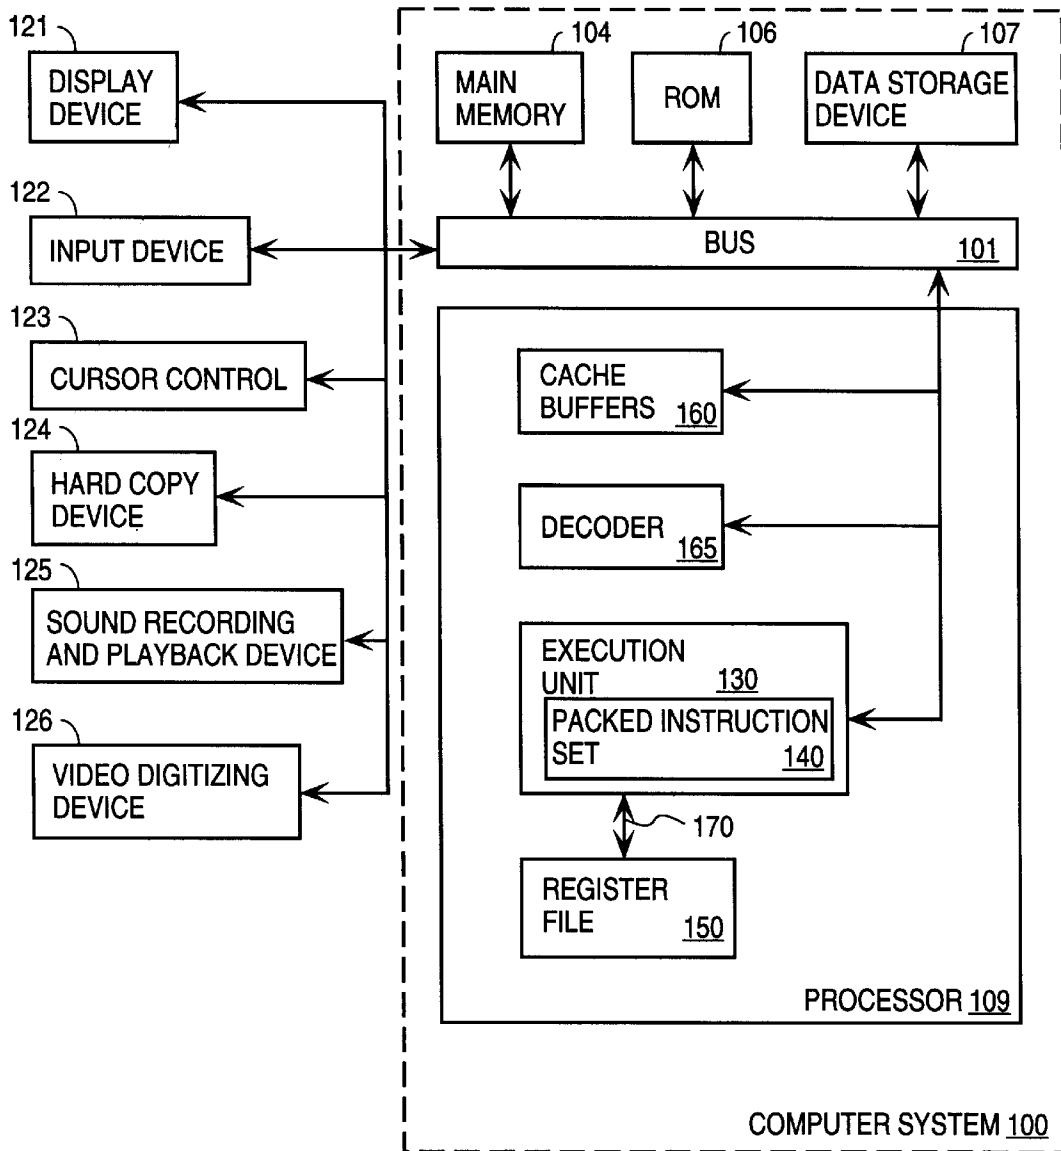 121
DISPLAY
DEVICE
122
INPUT DEVICE
123
CURSOR CONTROL
124
HARD COPY
DEVICE
125
SOUND RECORDING
AND PLAYBACK DEVICE
126
VIDEO DIGITIZING
DEVICE
104
MAIN
MEMORY
106
ROM
107
DATA STORAGE
DEVICE
BUS
101
CACHE
BUFFERS 160
DECODER
165
EXECUTION
UNIT 130
PACKED INSTRUCTION
SET 140
170
REGISTER
FILE 150
PROCESSOR 109
COMPUTER SYSTEM 100